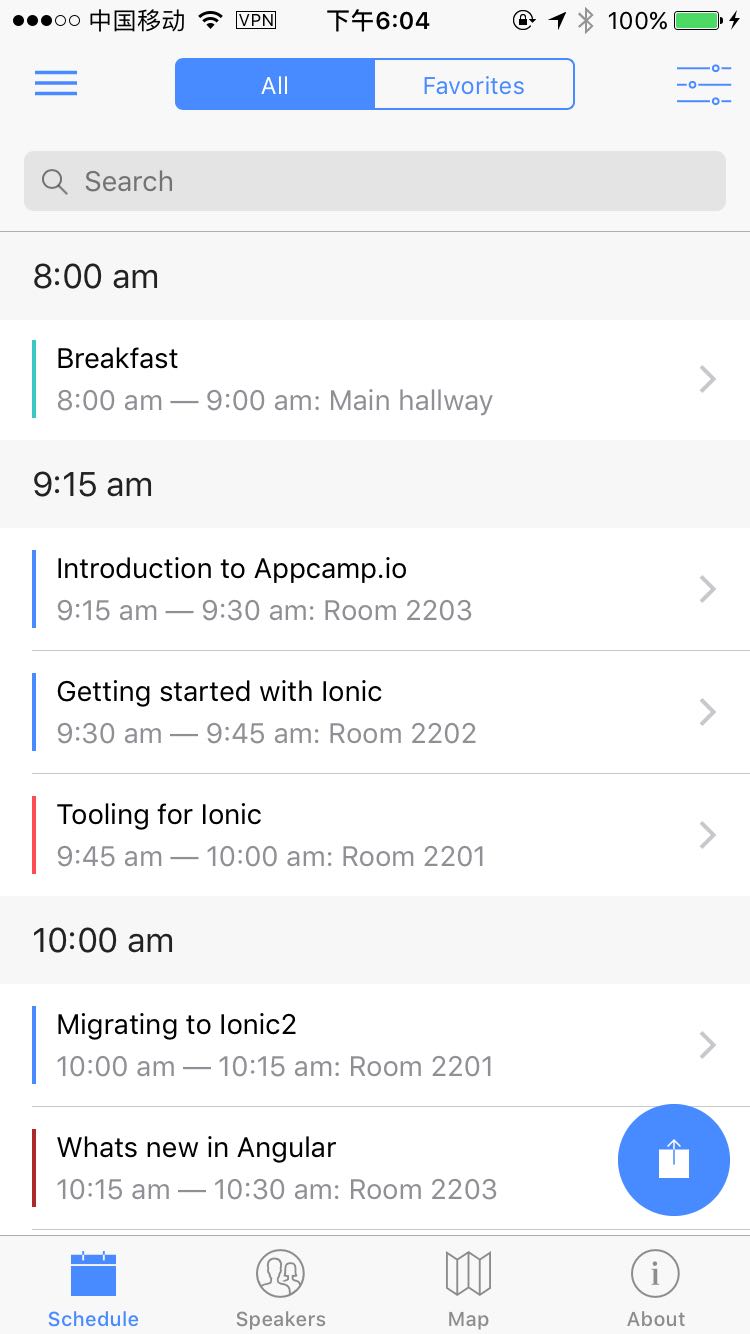 中国移动 VPN 下午6:04 100%
All Favorites
Search
8:00 am
Breakfast
8:00 am — 9:00 am: Main hallway
9:15 am
Introduction to Appcamp.io
9:15 am — 9:30 am: Room 2203
Getting started with Ionic
9:30 am — 9:45 am: Room 2202
Tooling for Ionic
9:45 am — 10:00 am: Room 2201
10:00 am
Migrating to Ionic2
10:00 am — 10:15 am: Room 2201
Whats new in Angular
10:15 am — 10:30 am: Room 2203
Schedule Speakers Map About